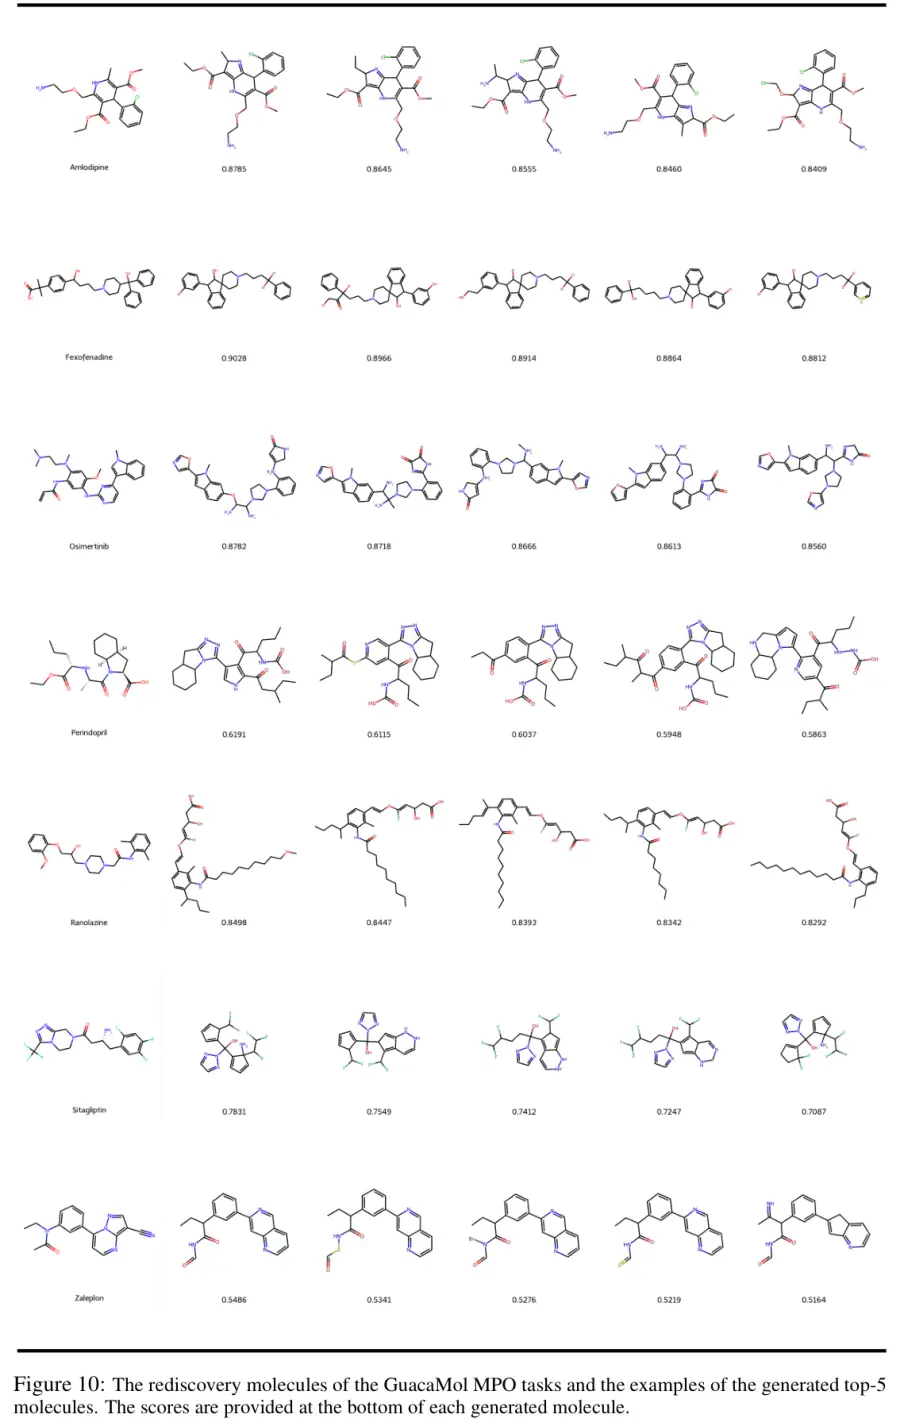 Amlodipine 0.8785 0.8645 0.8555 0.8460 0.8409
Fexofenadine 0.9028 0.8966 0.8914 0.8864 0.8812
Osimertinib 0.8782 0.8718 0.8666 0.8613 0.8560
Perindopril 0.6191 0.6115 0.6037 0.5948 0.5863
Ranolazine 0.8498 0.8447 0.8393 0.8342 0.8292
Sitagliptin 0.7831 0.7549 0.7412 0.7247 0.7087
Zaleplon 0.5486 0.5341 0.5276 0.5219 0.5164
Figure 10: The rediscovery molecules of the GuacaMol MPO tasks and the examples of the generated top-5
molecules. The scores are provided at the bottom of each generated molecule.